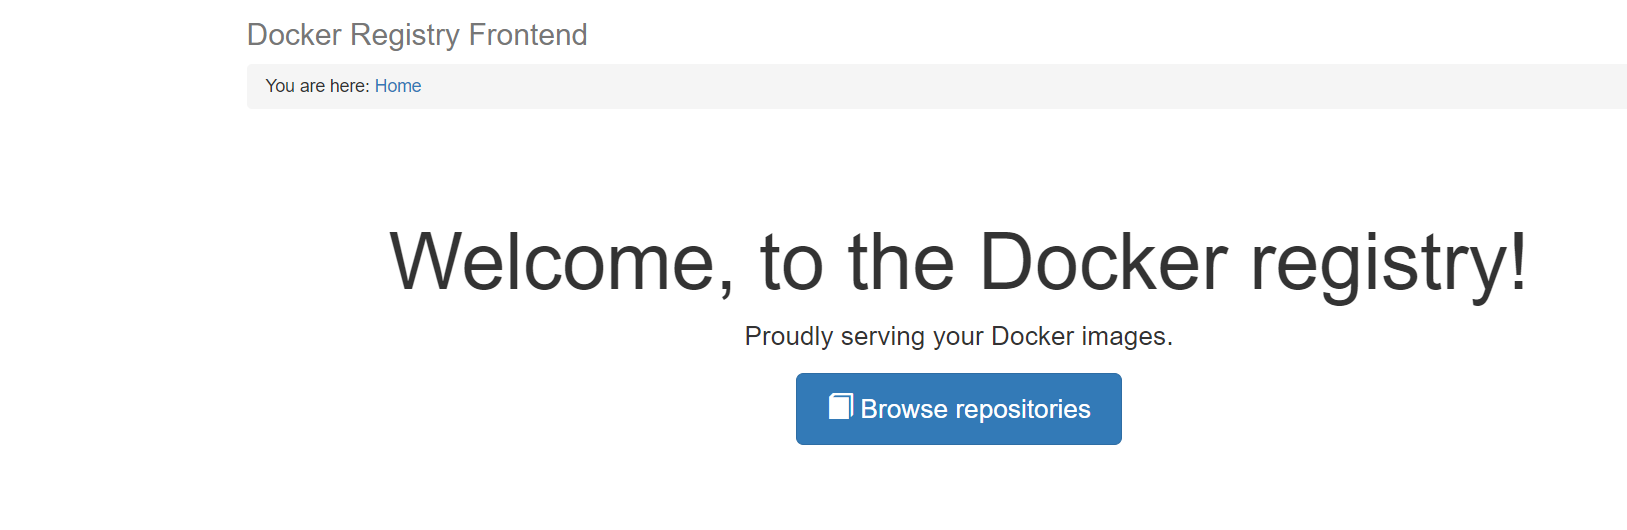 Docker Registry Frontend
You are here: Home
Welcome, to the Docker registry!
Proudly serving your Docker images.
Browse repositories